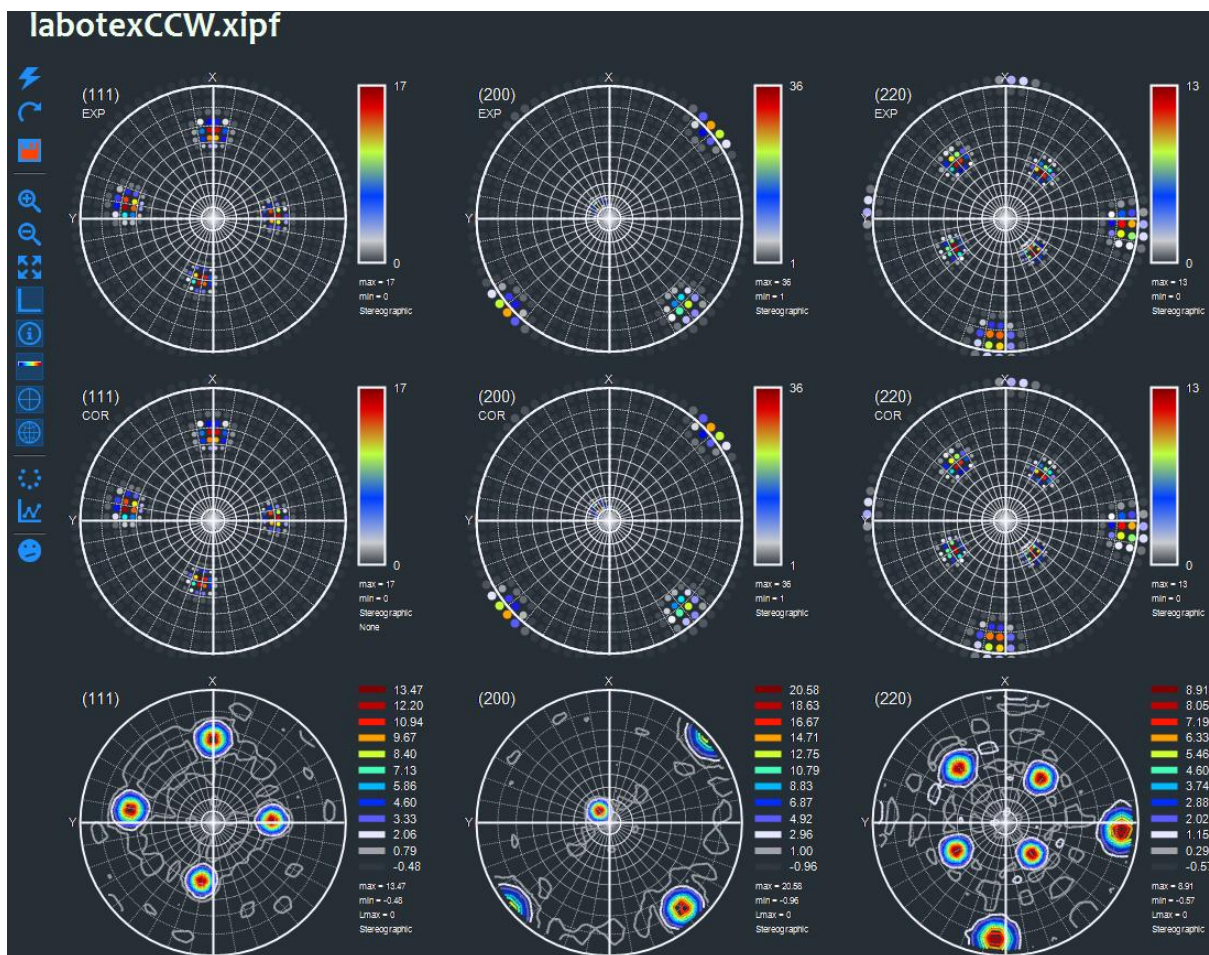 labotexCCW.xipf
X
(111)
EXP
Y
17
0
max = 17
min = 0
Stereographic
X
(200)
EXP
Y
36
1
max = 36
min = 1
Stereographic
X
(220)
EXP
Y
13
0
max = 13
min = 0
Stereographic
X
(111)
COR
Y
17
0
max = 17
min = 0
Stereographic
None
X
(200)
COR
Y
36
1
max = 36
min = 1
Stereographic
X
(220)
COR
Y
13
0
max = 13
min = 0
Stereographic
X
(111)
Y
13.47
12.20
10.94
9.67
8.40
7.13
5.86
4.60
3.33
2.06
0.79
-0.48
max = 13.47
min = -0.48
Lmax = 0
Stereographic
X
(200)
Y
20.58
18.63
16.67
14.71
12.75
10.79
8.83
6.87
4.92
2.96
1.00
-0.96
max = 20.58
min = -0.96
Lmax = 0
Stereographic
X
(220)
Y
8.91
8.05
7.19
6.33
5.46
4.60
3.74
2.88
2.02
1.15
0.29
-0.57
max = 8.91
min = -0.57
Lmax = 0
Stereographic